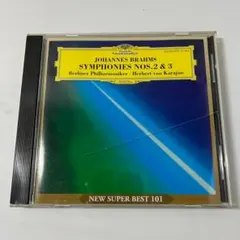 JOHANNES BRAHMS
SYMPHONIES NOS. 2 & 3
Berliner Philharmoniker · Herbert von Karajan
NEW SUPER BEST 101